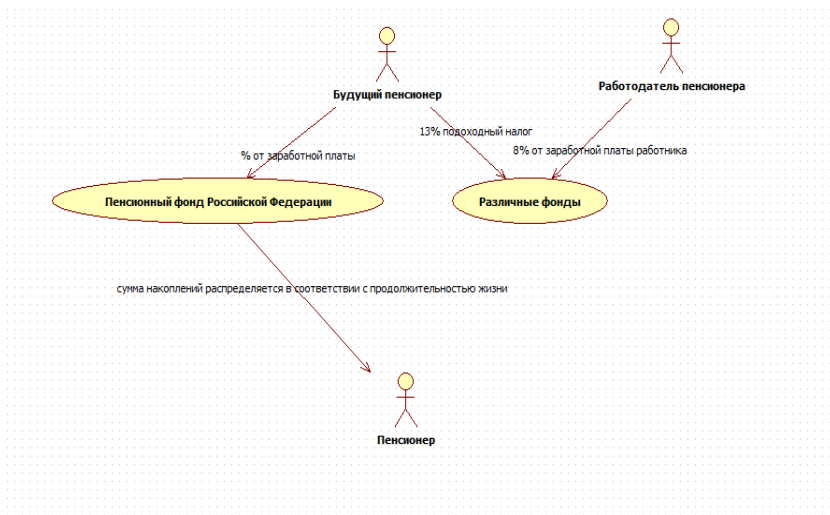 Будущий пенсионер
Работодатель пенсионера
13% подоходный налог
8% от заработной платы работника
% от заработной платы
Пенсионный фонд Российской Федерации
Различные фонды
сумма накоплений распределяется в соответствии с продолжительностью жизни
Пенсионер